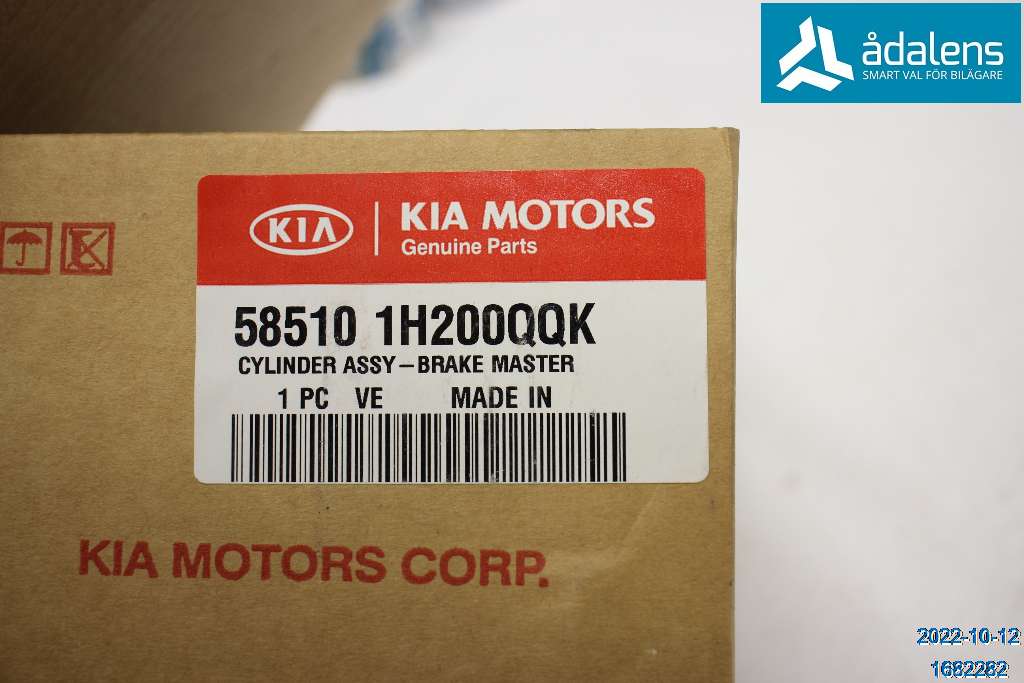 ådalens
SMART VAL FÖR BILÄGARE
KIA
KIA MOTORS
Genuine Parts
58510 1H200QQK
CYLINDER ASSY-BRAKE MASTER
1 PC VE MADE IN
KIA MOTORS CORP.
2022-10-12
1682282